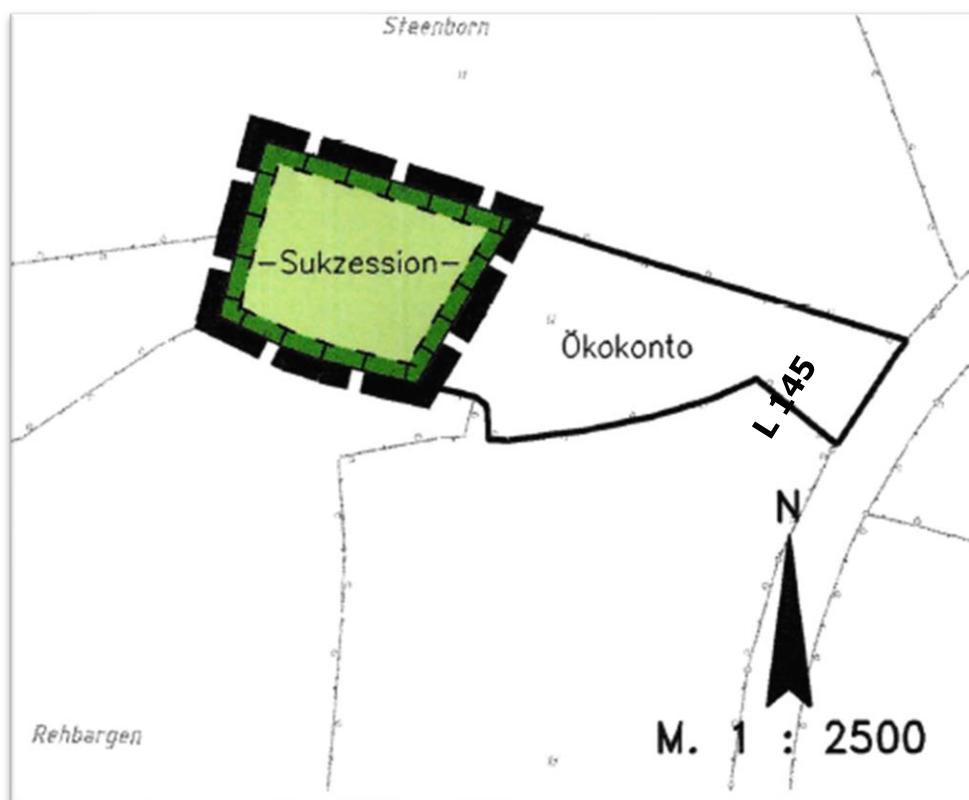 Steenborn
-Sukzession-
Ökokonto
L 145
N
Rehbargen
M. 1 : 2500